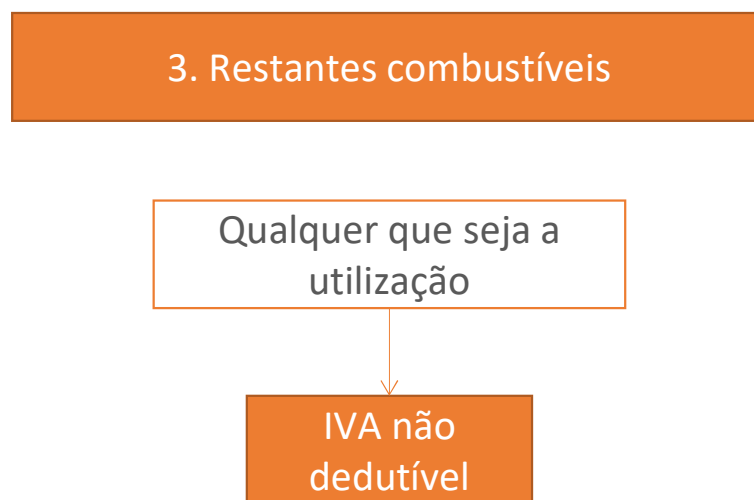 3. Restantes combustíveis
Qualquer que seja a
utilização
IVA não
dedutível